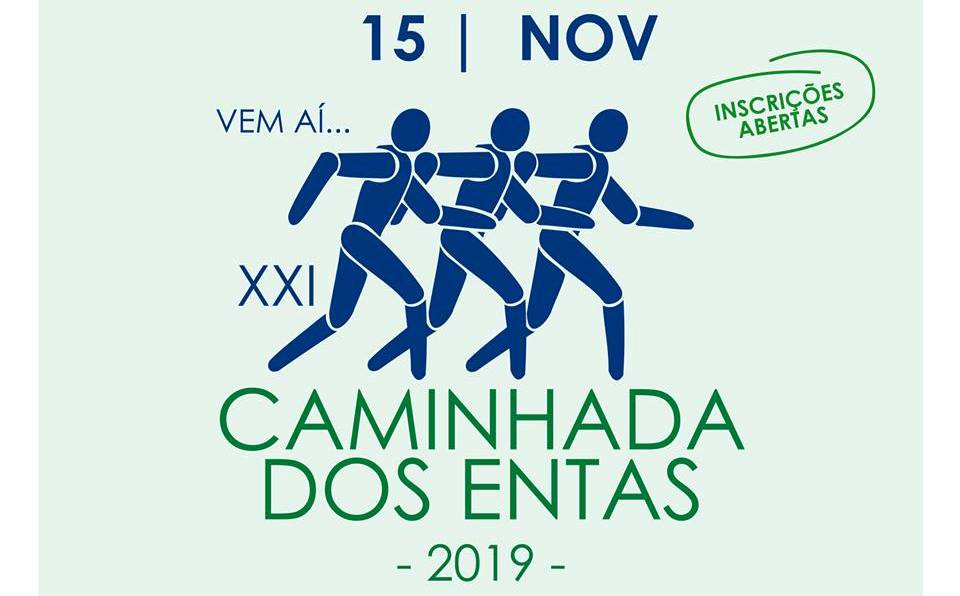 15 | NOV
VEM AÍ...
INSCRIÇÕES
ABERTAS
XXI
CAMINHADA
DOS ENTAS
- 2019 -